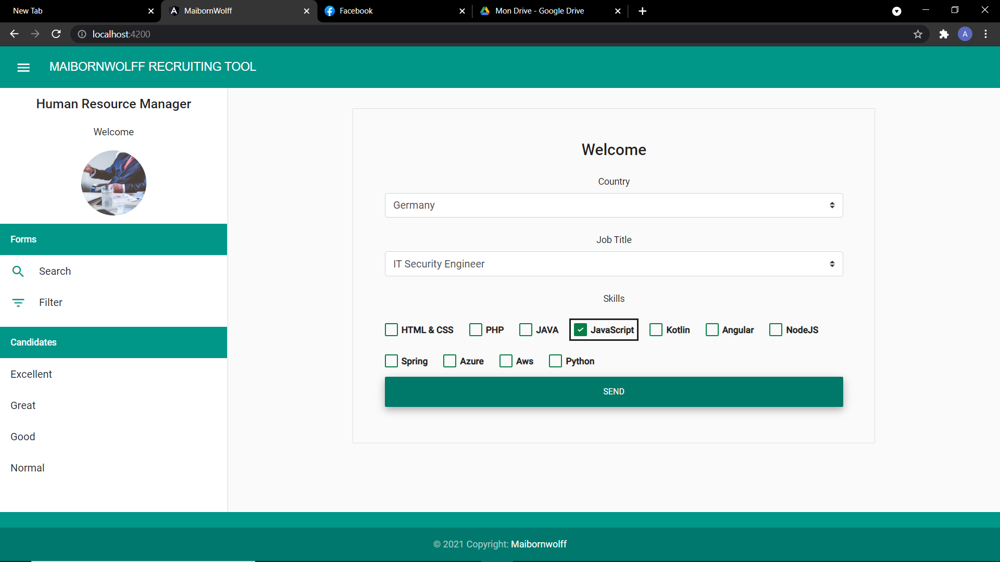 New Tab
MaibornWolff
Facebook
Mon Drive - Google Drive
localhost:4200
A
MAIBORNWOLFF RECRUITING TOOL
Human Resource Manager
Welcome
Forms
Search
Filter
Candidates
Excellent
Great
Good
Normal
Welcome
Country
Germany
Job Title
IT Security Engineer
Skills
HTML & CSS PHP JAVA JavaScript Kotlin Angular NodeJS
Spring Azure Aws Python
SEND
© 2021 Copyright: Maibornwolff